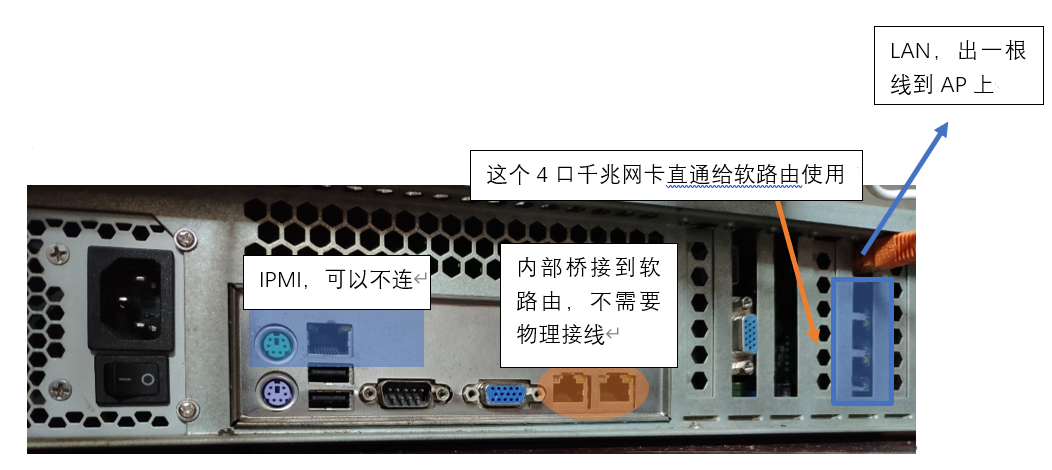 LAN，出一根
线到 AP 上
这个 4 口千兆网卡直通给软路由使用
IPMI，可以不连↵
内部桥接到软
路由，不需要
物理接线↵